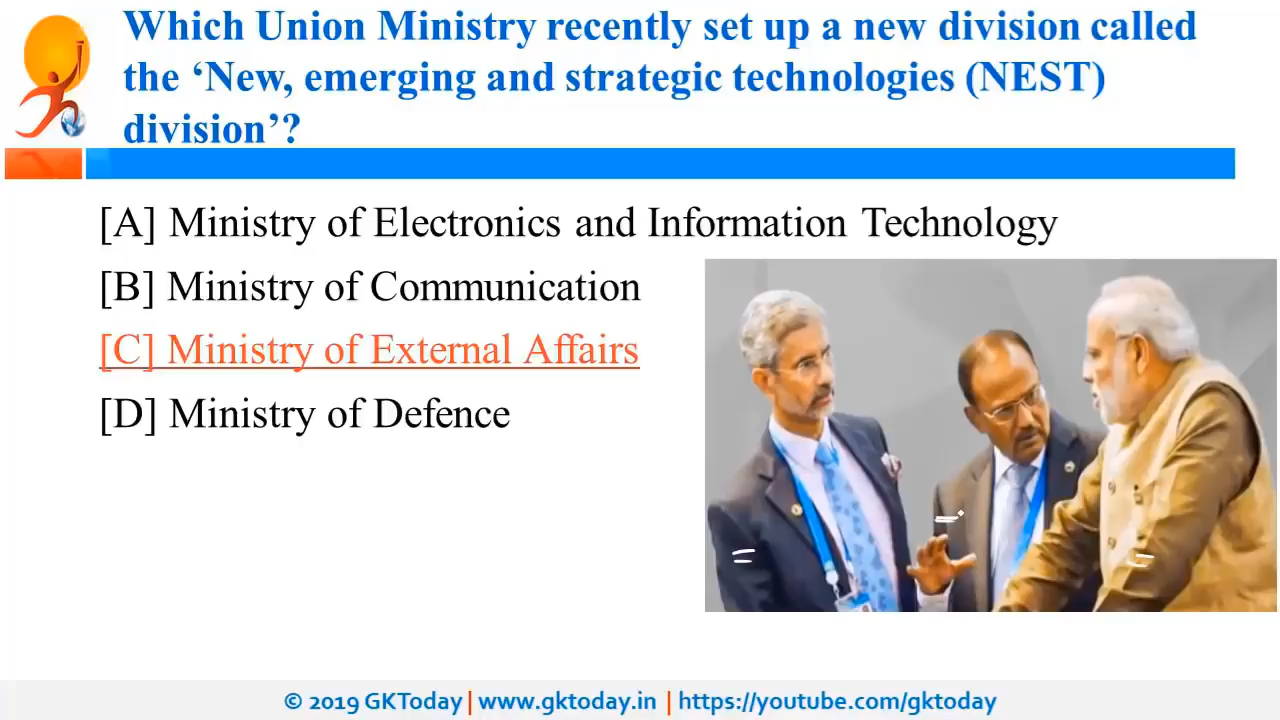 Which Union Ministry recently set up a new division called
the ‘New, emerging and strategic technologies (NEST)
division’?
[A] Ministry of Electronics and Information Technology
[B] Ministry of Communication
[C] Ministry of External Affairs
[D] Ministry of Defence
© 2019 GKToday | www.gktoday.in | https://youtube.com/gktoday